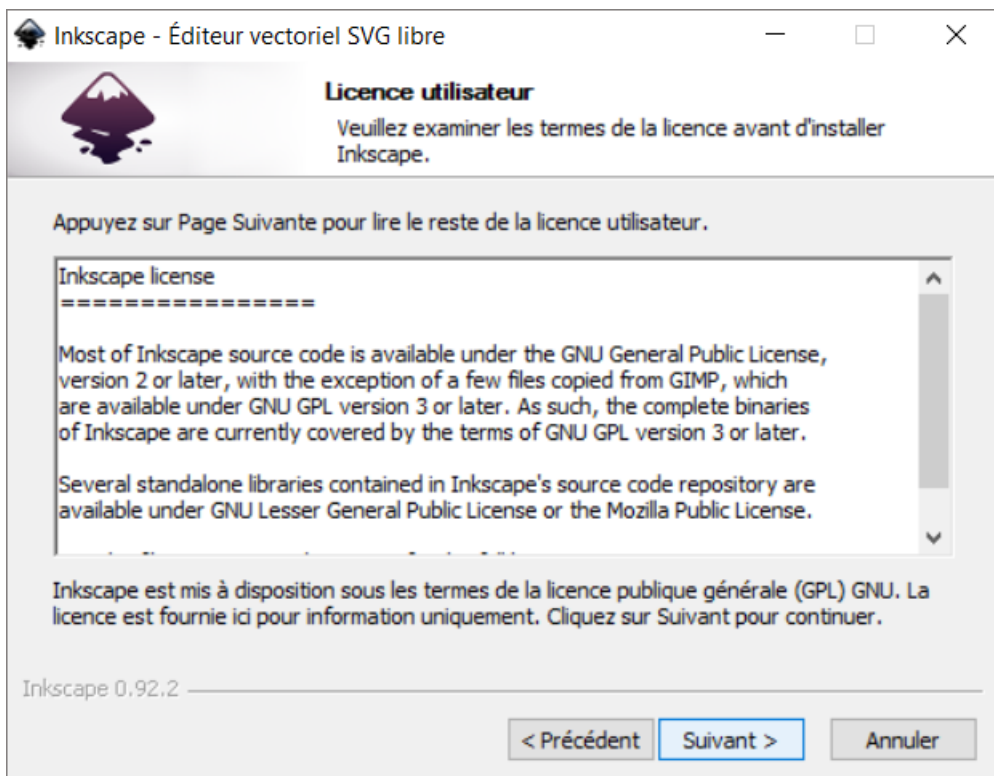 Inkscape - Éditeur vectoriel SVG libre
Licence utilisateur
Veuillez examiner les termes de la licence avant d'installer
Inkscape.
Appuyez sur Page Suivante pour lire le reste de la licence utilisateur.
Inkscape license
================
Most of Inkscape source code is available under the GNU General Public License,
version 2 or later, with the exception of a few files copied from GIMP, which
are available under GNU GPL version 3 or later. As such, the complete binaries
of Inkscape are currently covered by the terms of GNU GPL version 3 or later.
Several standalone libraries contained in Inkscape's source code repository are
available under GNU Lesser General Public License or the Mozilla Public License.
Inkscape est mis à disposition sous les termes de la licence publique générale (GPL) GNU. La
licence est fournie ici pour information uniquement. Cliquez sur Suivant pour continuer.
Inkscape 0.92.2
< Précédent Suivant > Annuler